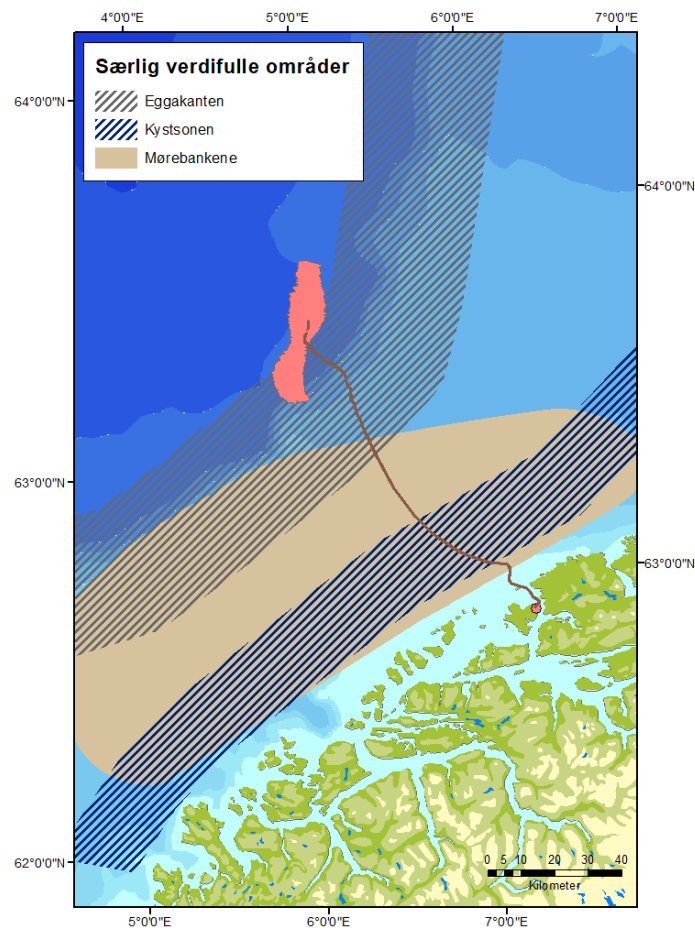 4°0'0"E 5°0'0"E 6°0'0"E 7°0'0"E
Særlig verdifulle områder
Eggakanten
Kystsonen
Mørebankene
64°0'0"N
64°0'0"N
63°0'0"N
63°0'0"N
62°0'0"N
0 5 10 20 30 40
Kilometer
5°0'0"E 6°0'0"E 7°0'0"E